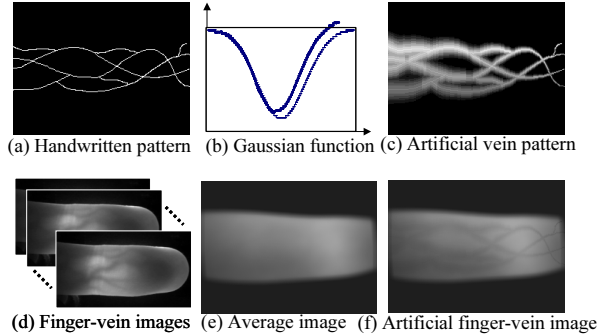 (a) Handwritten pattern
(b) Gaussian function
(c) Artificial vein pattern
(d) Finger-vein images
(e) Average image
(f) Artificial finger-vein image